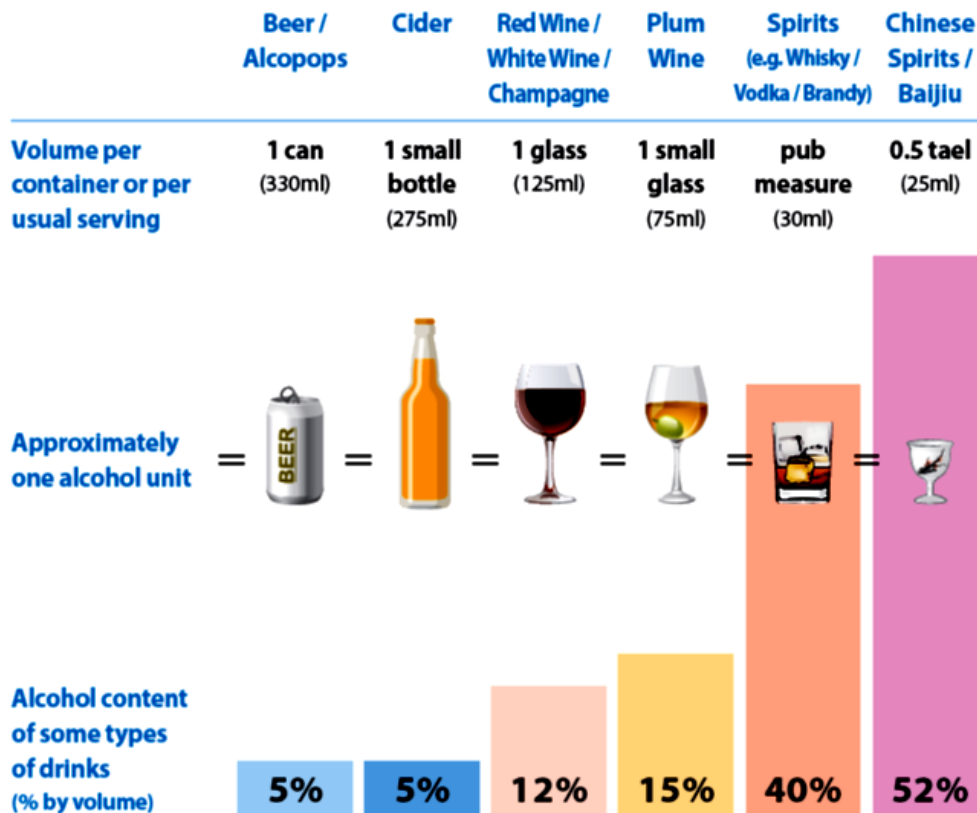 Beer /
Alcopops
Cider
Red Wine /
White Wine /
Champagne
Plum
Wine
Spirits
(e.g. Whisky /
Vodka / Brandy)
Chinese
Spirits /
Baijiu
Volume per
container or per
usual serving
1 can
(330ml)
1 small
bottle
(275ml)
1 glass
(125ml)
1 small
glass
(75ml)
pub
measure
(30ml)
0.5 tael
(25ml)
Approximately
one alcohol unit
= BEER = = = = =
Alcohol content
of some types
of drinks
(% by volume)
5% 5% 12% 15% 40% 52%